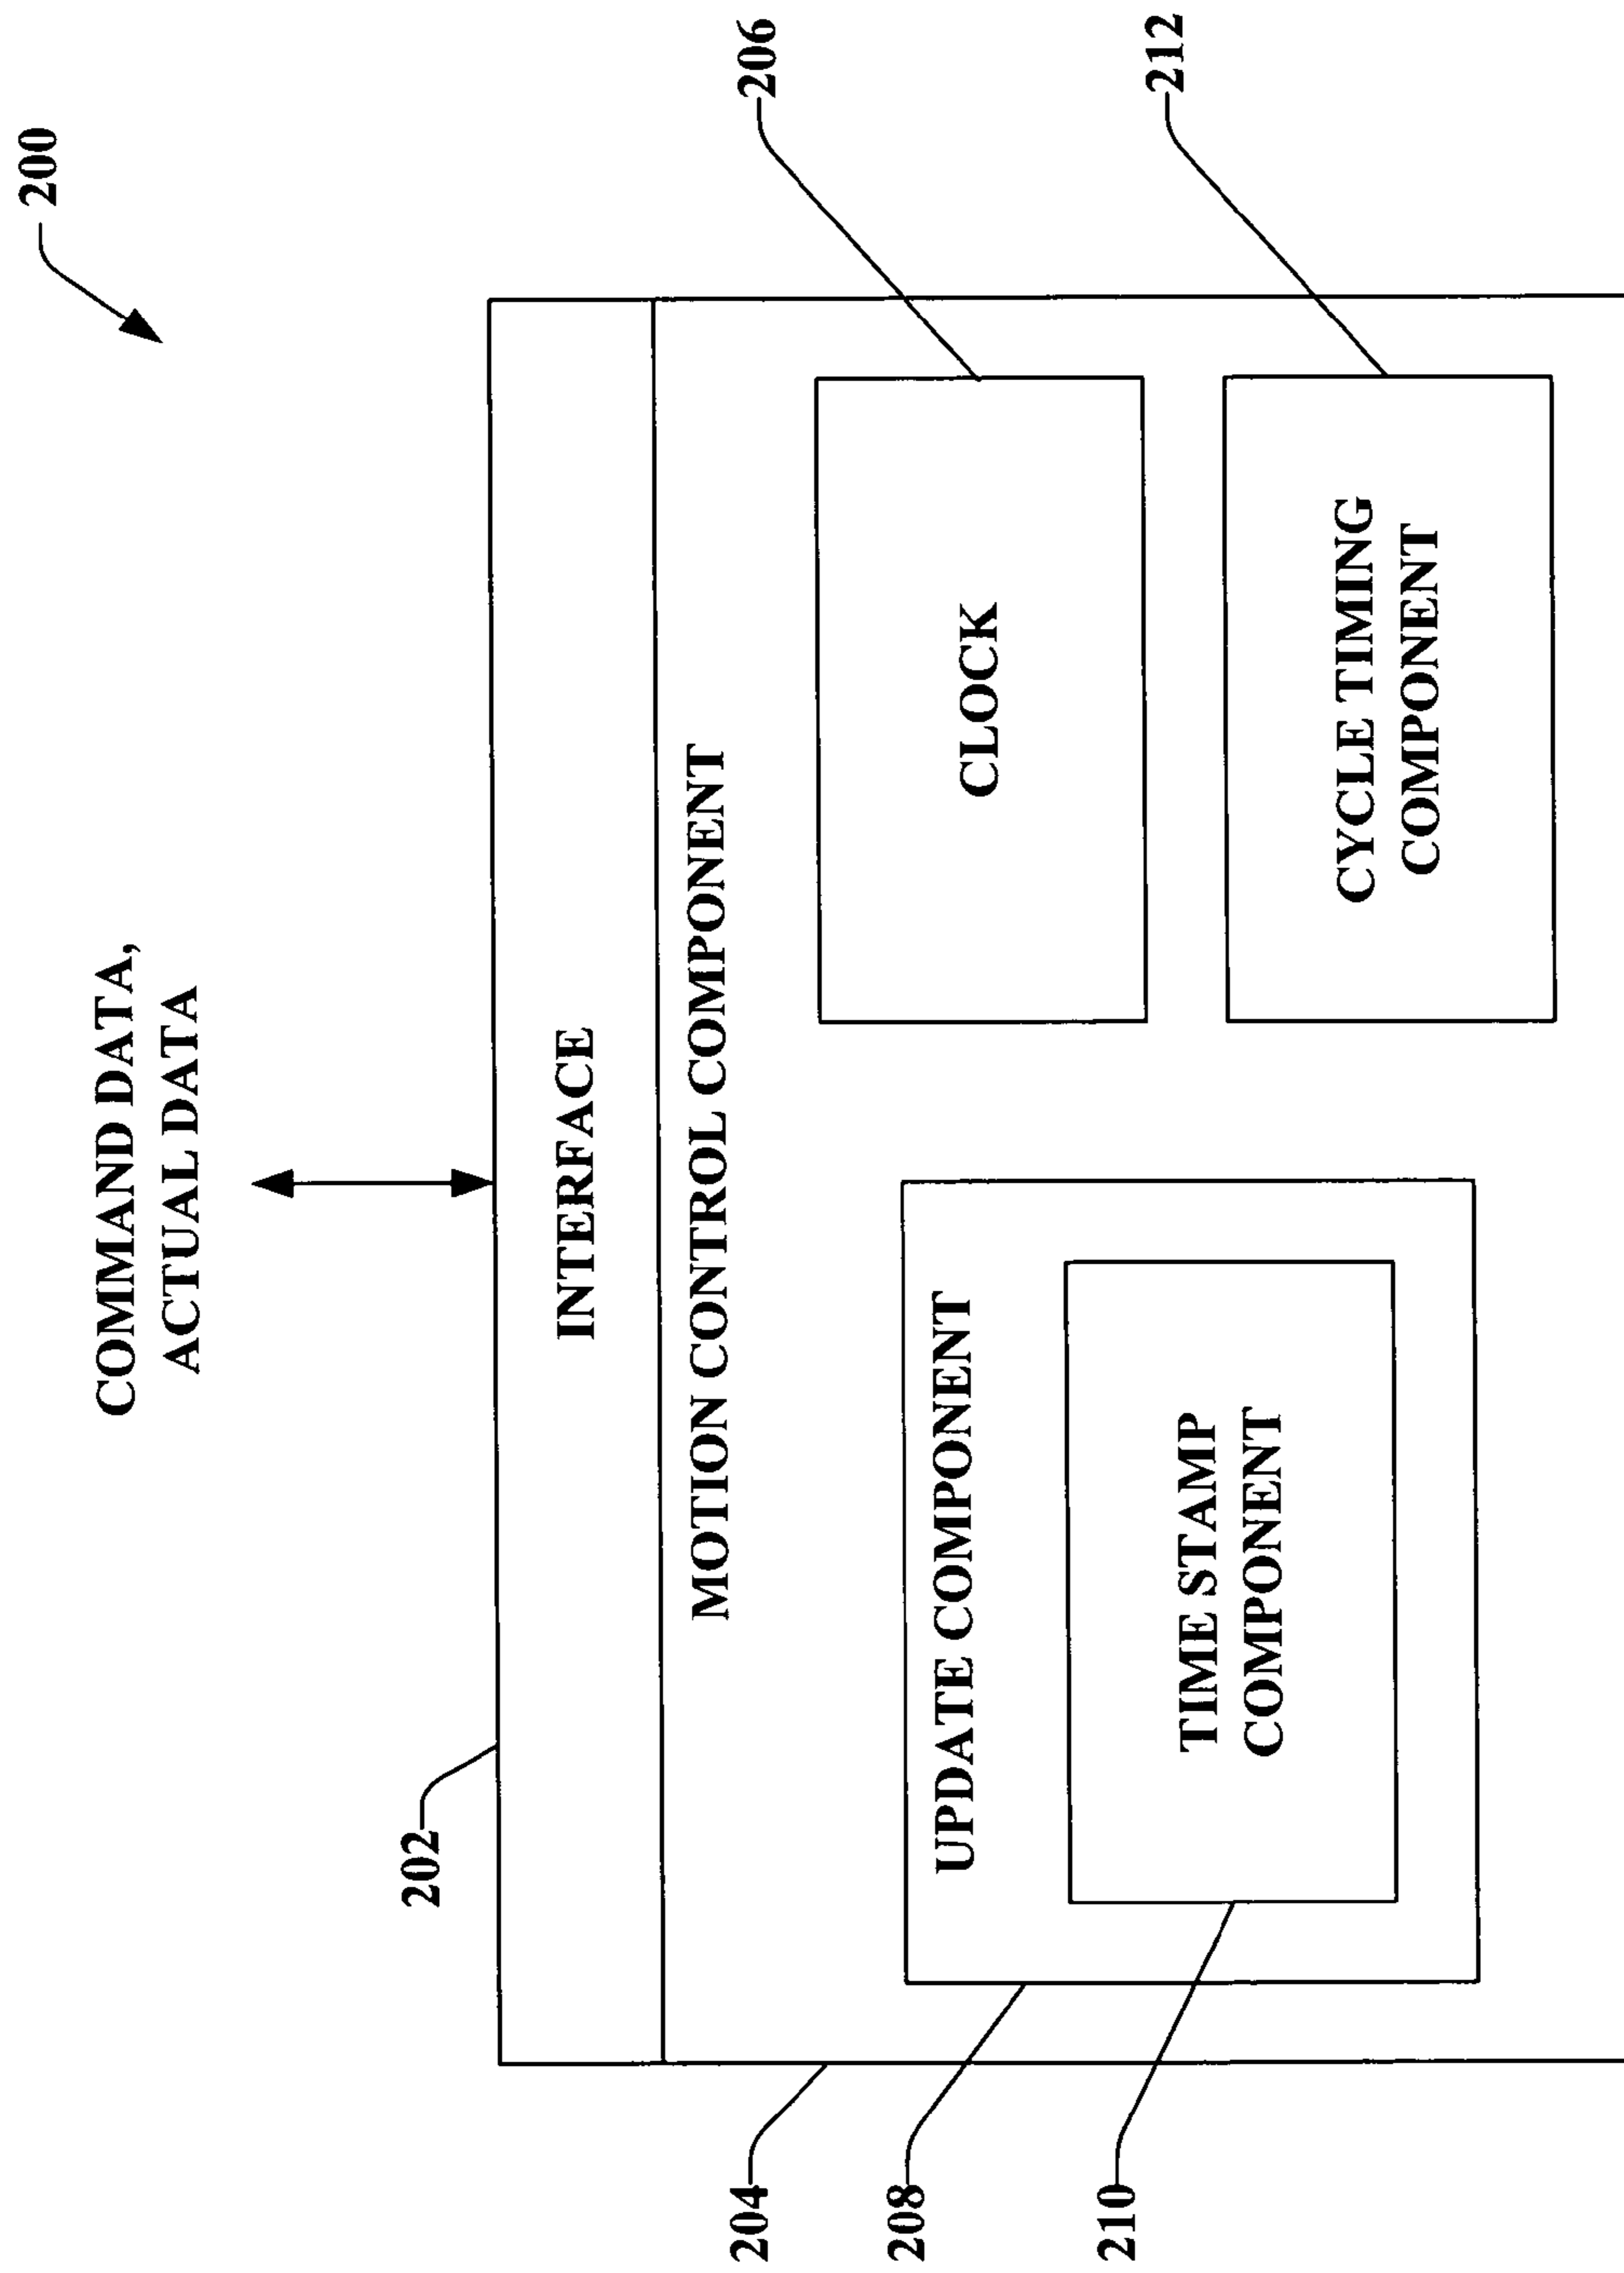 200
COMMAND DATA,
ACTUAL DATA
202
INTERFACE
204
MOTION CONTROL COMPONENT
206
CLOCK
208
UPDATE COMPONENT
210
TIME STAMP
COMPONENT
212
CYCLE TIMING
COMPONENT